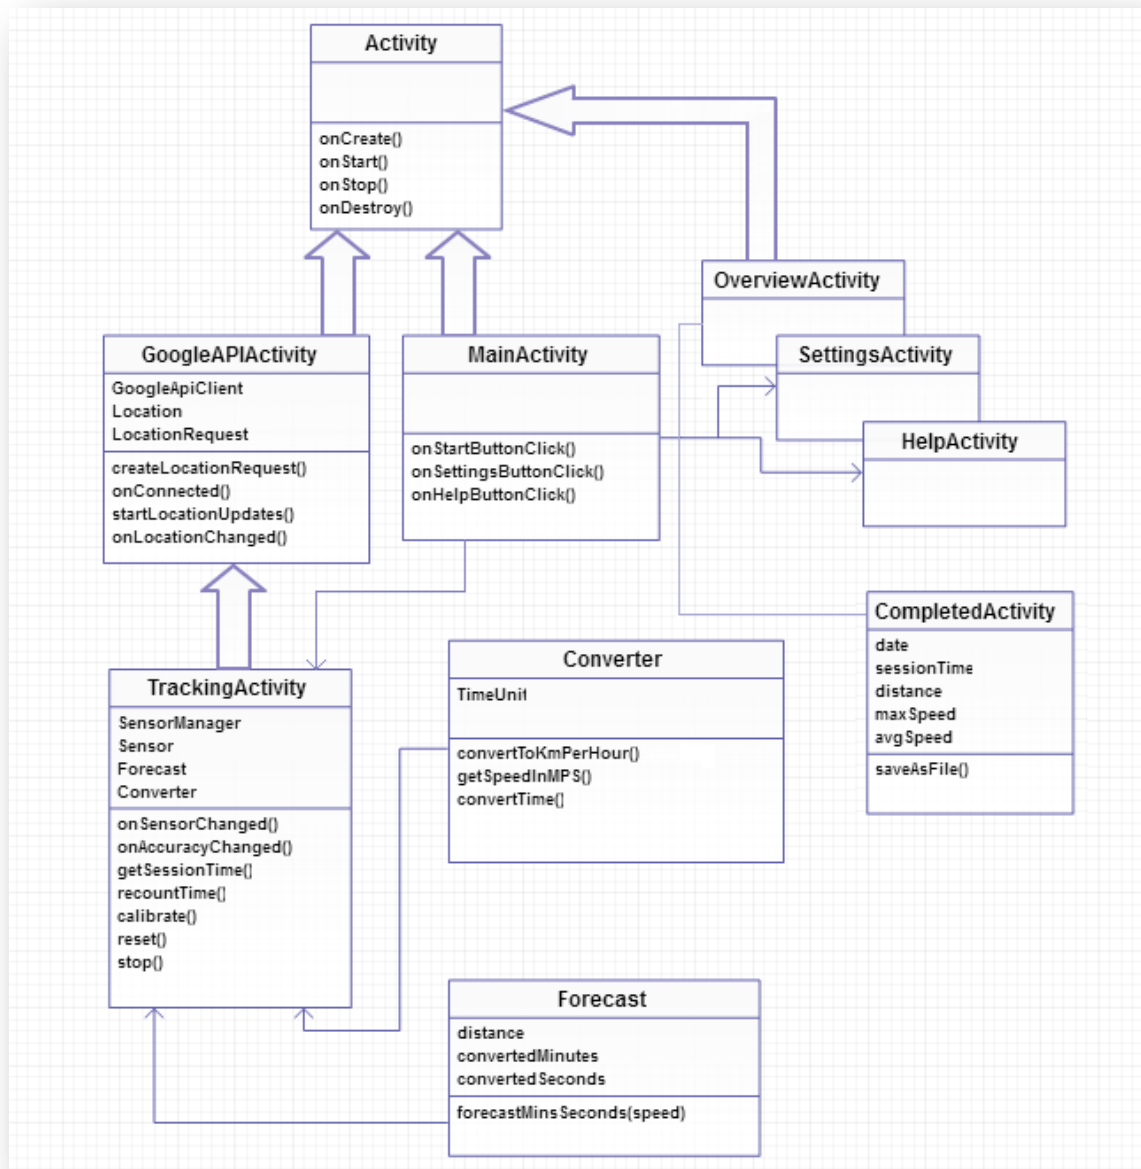 Activity
onCreate()
onStart()
onStop()
onDestroy()
OverviewActivity
GoogleAPIActivity
GoogleApiClient
Location
LocationRequest
createLocationRequest()
onConnected()
startLocationUpdates()
onLocationChanged()
MainActivity
onStartButtonClick()
onSettingsButtonClick()
onHelpButtonClick()
SettingsActivity
HelpActivity
CompletedActivity
date
sessionTime
distance
maxSpeed
avgSpeed
saveAsFile()
TrackingActivity
SensorManager
Sensor
Forecast
Converter
onSensorChanged()
onAccuracyChanged()
getSessionTime()
recountTime()
calibrate()
reset()
stop()
Converter
TimeUnit
convertToKmPerHour()
getSpeedInMPS()
convertTime()
Forecast
distance
convertedMinutes
convertedSeconds
forecastMinsSeconds(speed)